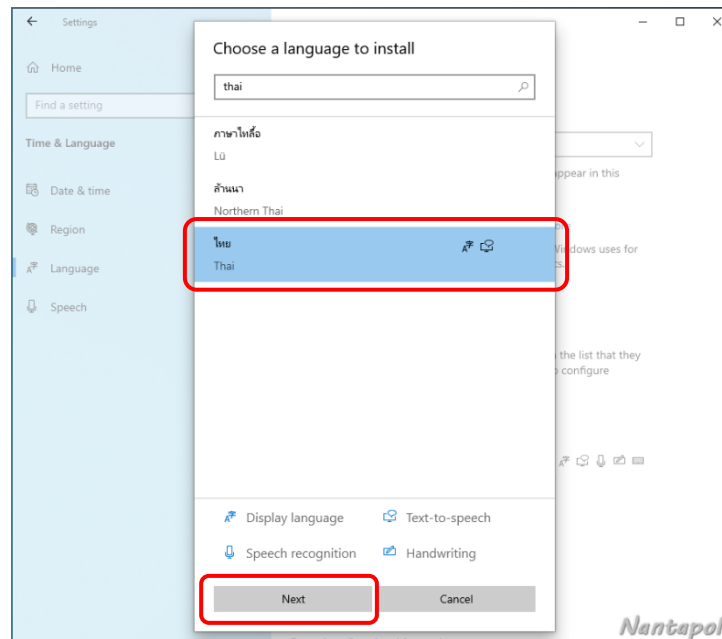 Settings
Home
Find a setting
Time & Language
Date & time
Region
Language
Speech
Choose a language to install
thai
ภาษาไทลื้อ
Lü
ล้านนา
Northern Thai
ไทย
Thai
Display language
Text-to-speech
Speech recognition
Handwriting
Next
Cancel
appear in this
Windows uses for
the list that they
configure
Nantapol